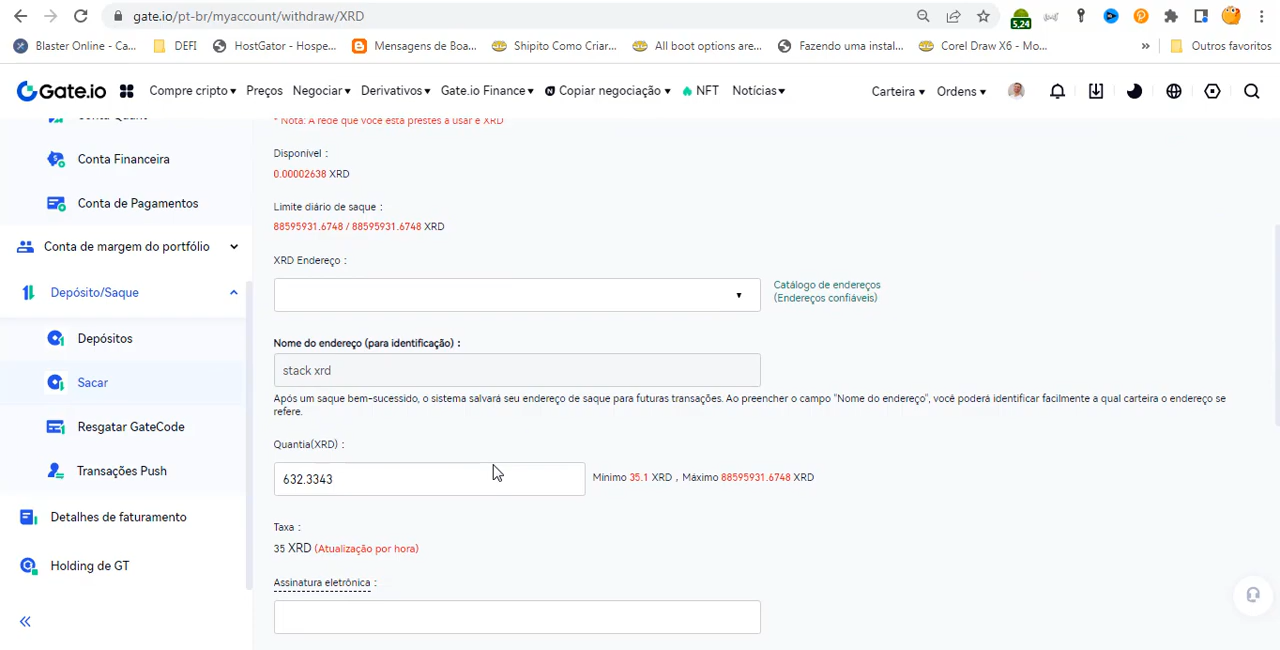 gate.io/pt-br/myaccount/withdraw/XRD
5,24
Blaster Online - Ca...
DEFI
HostGator - Hospe...
Mensagens de Boa...
Shipito Como Criar...
All boot options are...
Fazendo uma instal...
Corel Draw X6 - Mo...
»
Outros favoritos
Gate.io
Compre cripto
Preços
Negociar
Derivativos
Gate.io Finance
Copiar negociação
NFT
Notícias
Carteira
Ordens
Conta Quant
Conta Financeira
Conta de Pagamentos
Conta de margem do portfólio
Depósito/Saque
Depósitos
Sacar
Resgatar GateCode
Transações Push
Detalhes de faturamento
Holding de GT
* Nota: A rede que você está prestes a usar é XRD
Disponível :
0.00002638 XRD
Limite diário de saque :
88595931.6748 / 88595931.6748 XRD
XRD Endereço :
Catálogo de endereços
(Endereços confiáveis)
Nome do endereço (para identificação) :
stack xrd
Após um saque bem-sucedido, o sistema salvará seu endereço de saque para futuras transações. Ao preencher o campo "Nome do endereço", você poderá identificar facilmente a qual carteira o endereço se
refere.
Quantia(XRD) :
632.3343
Mínimo 35.1 XRD , Máximo 88595931.6748 XRD
Taxa :
35 XRD (Atualização por hora)
Assinatura eletrônica :